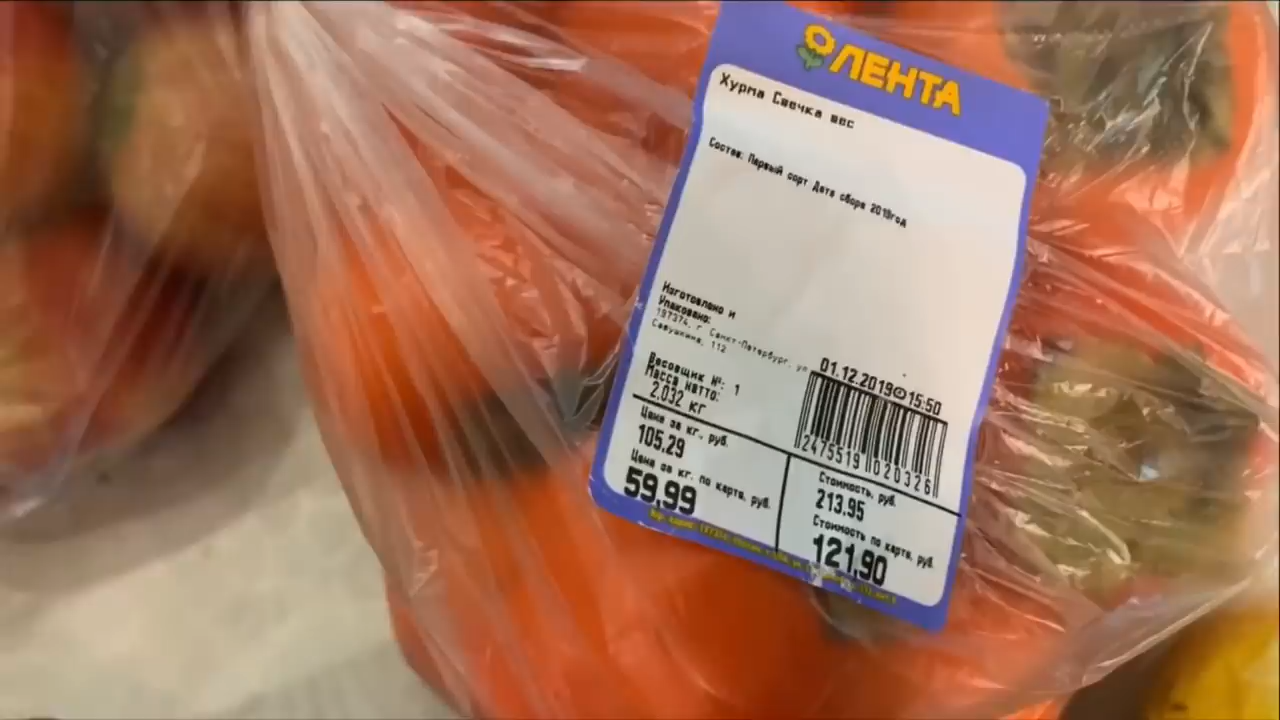 ЛЕНТА
Хурма Свечка вес
Состав: Первый сорт Дата сбора 2019год
Изготовлено и
Упаковано:
197374, г. Санкт-Петербург, ул
Савушкина, 112
01.12.2019 15:50
Весовщик №: 1
Масса нетто:
2,032 кг
2475519 020326
Цена за кг., руб.
105,29
Цена за кг. по карте, руб.
59,99
Стоимость, руб.
213,95
Стоимость по карте, руб.
121,90